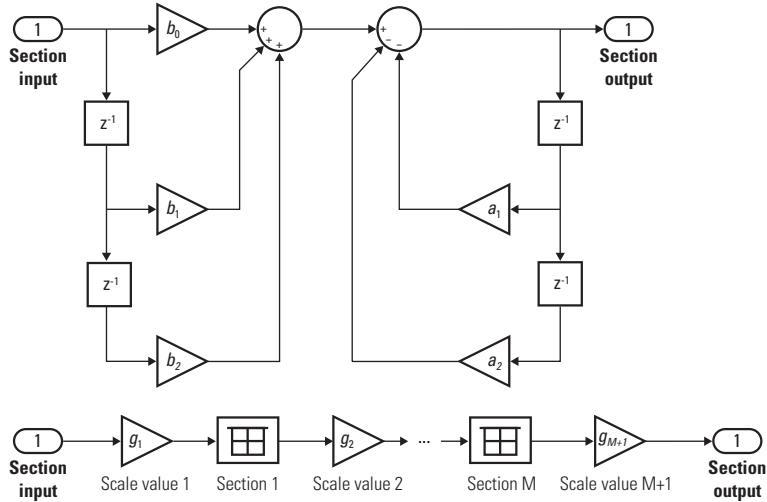 1
b0
+
+
+
+
−
−
1
Section
input
Section
output
z-1
z-1
b1
a1
z-1
z-1
b2
a2
1
g1
g2
...
gM+1
1
Section
input
Scale value 1
Section 1
Scale value 2
Section M
Scale value M+1
Section
output